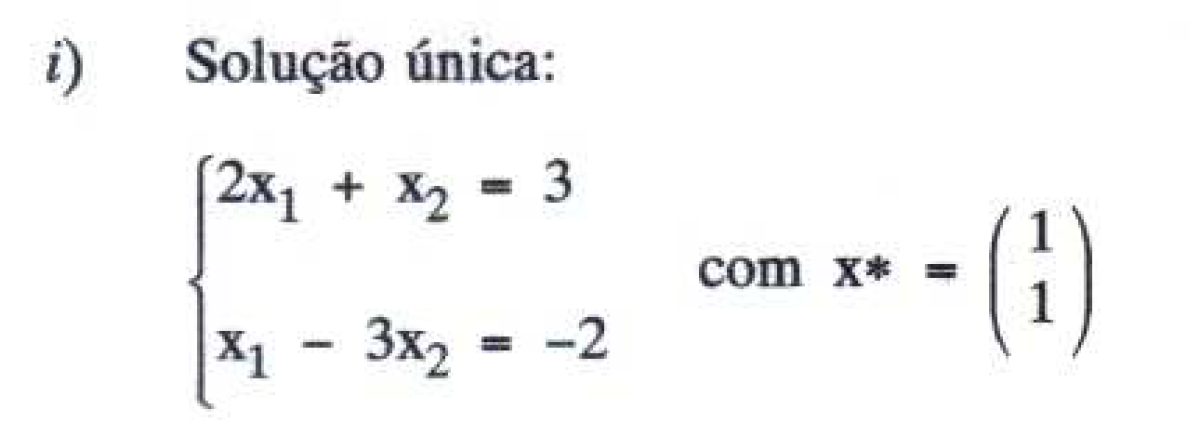 i) Solução única:
2x₁ + x₂ = 3
com x* = (1 1)
x₁ − 3x₂ = −2